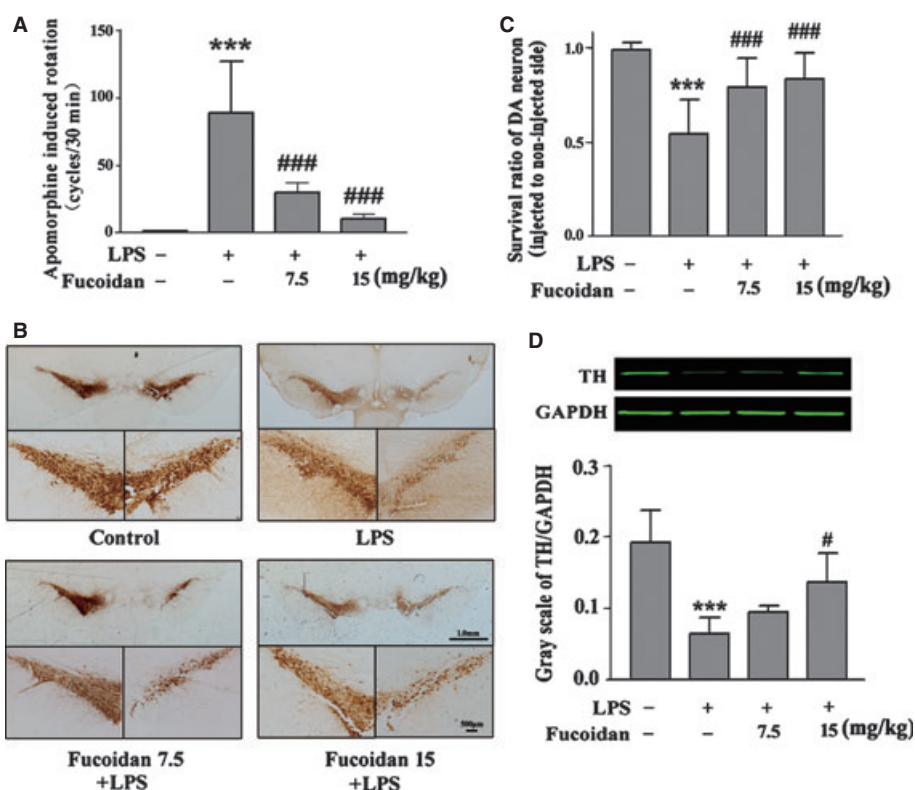 A
Apomorphine induced rotation
(cycles/30 min)
150
100
50
0
***
###
###
LPS – + + +
Fucoidan – – 7.5 15 (mg/kg)
B
Control
LPS
1.0mm
500μm
Fucoidan 7.5
+LPS
Fucoidan 15
+LPS
C
Survival ratio of DA neuron
(injected to non-injected side)
1.0
0.5
0.0
***
###
###
LPS – + + +
Fucoidan – – 7.5 15 (mg/kg)
D
TH
GAPDH
Gray scale of TH/GAPDH
0.3
0.2
0.1
0.0
***
#
LPS – + + +
Fucoidan – – 7.5 15 (mg/kg)